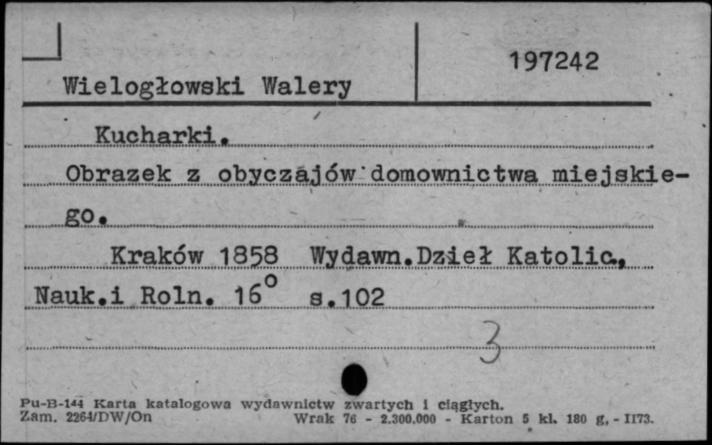 197242
Wielogłowski Walery
Kucharki.
Obrazek z obyczajów domownictwa miejskie-
go.
Kraków 1858 Wydawn.Dzieł Katolic.,
Nauk.i Roln. 16° s.102
3
Pu-B-144 Karta katalogowa wydawnictw zwartych i ciągłych.
Zam. 2264/DW/On Wrak 76 - 2.300.000 - Karton 5 kl. 180 g, - II73.